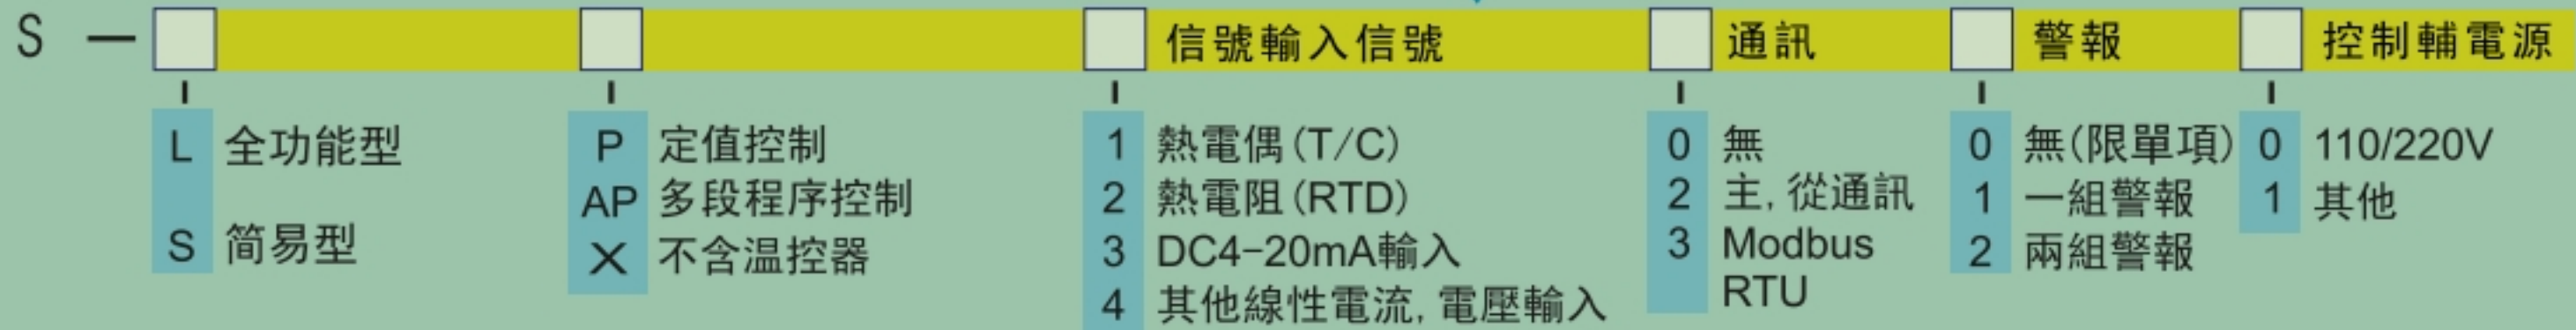 S — 信號輸入信號 通訊 警報 控制輔電源
L 全功能型
S 简易型
P 定值控制
AP 多段程序控制
X 不含温控器
1 熱電偶(T/C)
2 熱電阻(RTD)
3 DC4-20mA輸入
4 其他線性電流,電壓輸入
0 無
2 主,從通訊
3 Modbus
RTU
0 無(限單項)
1 一組警報
2 兩組警報
0 110/220V
1 其他